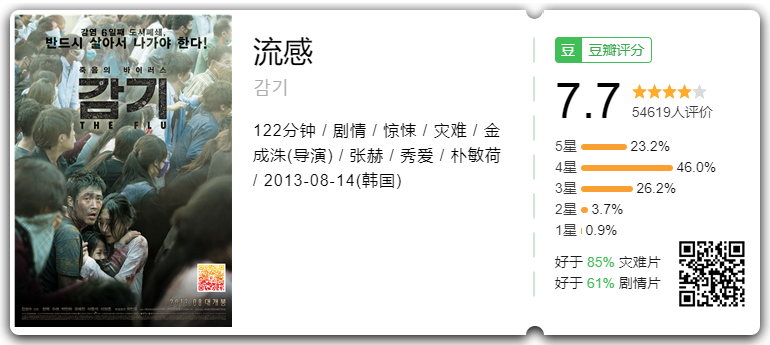 감염 6일째 도시폐쇄,
반드시 살아서 나가야 한다!
죽음의 바이러스
감기
THE FLU
2013.08 대개봉
流感
감기
122分钟 / 剧情 / 惊悚 / 灾难 / 金
成洙(导演) / 张赫 / 秀爱 / 朴敏荷
/ 2013-08-14(韩国)
豆 豆瓣评分
7.7
54619人评价
5星 23.2%
4星 46.0%
3星 26.2%
2星 3.7%
1星 0.9%
好于 85% 灾难片
好于 61% 剧情片